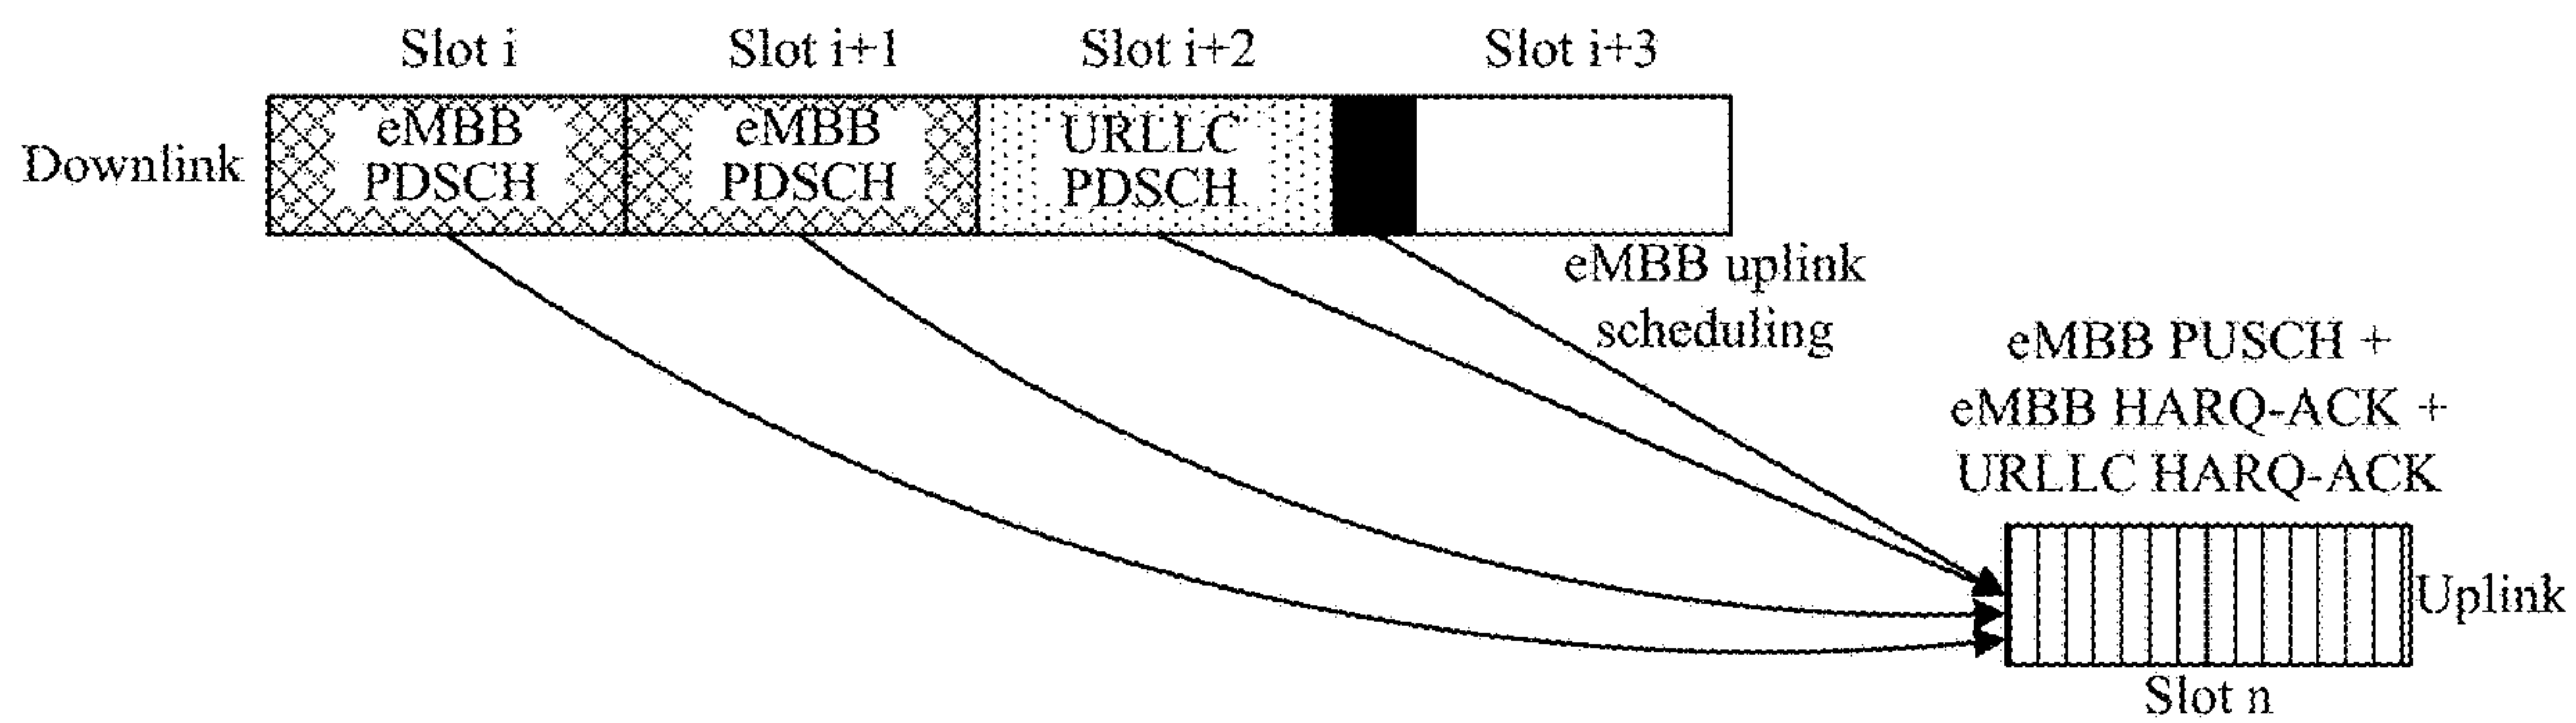 Slot i
Slot i+1
Slot i+2
Slot i+3
Downlink
eMBB
PDSCH
eMBB
PDSCH
URLLC
PDSCH
eMBB uplink
scheduling
eMBB PUSCH +
eMBB HARQ-ACK +
URLLC HARQ-ACK
Uplink
Slot n